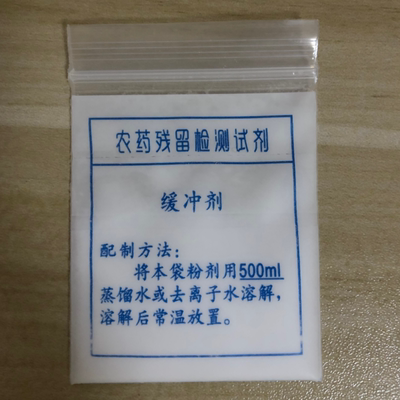 农药残留检测试剂
缓冲剂
配制方法：
将本袋粉剂用500ml
蒸馏水或去离子水溶解，
溶解后常温放置。